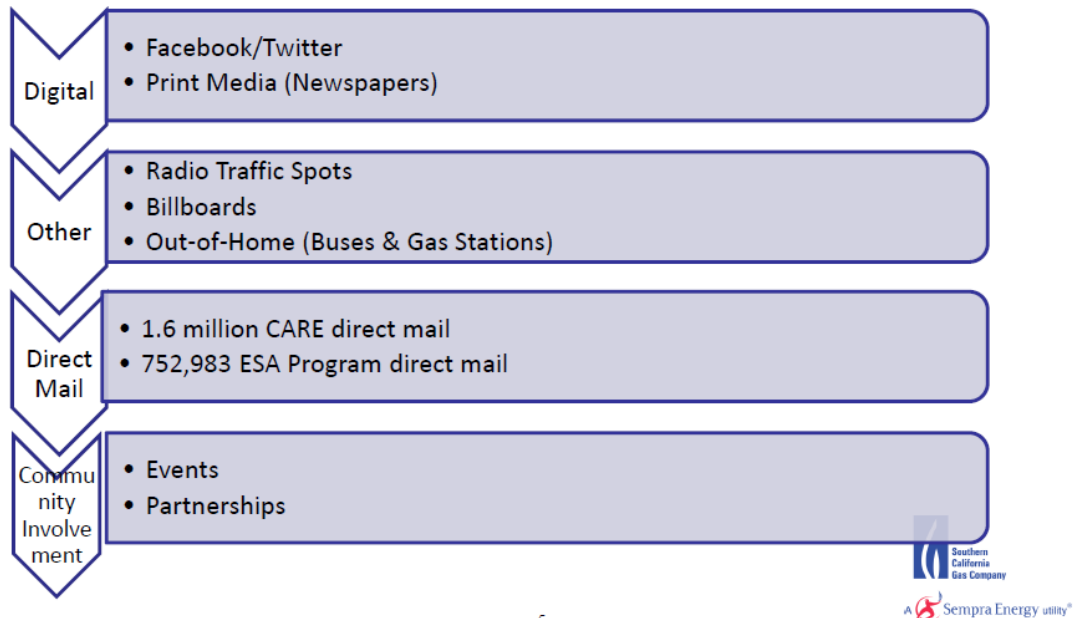 Digital
• Facebook/Twitter
• Print Media (Newspapers)
Other
• Radio Traffic Spots
• Billboards
• Out-of-Home (Buses & Gas Stations)
Direct
Mail
• 1.6 million CARE direct mail
• 752,983 ESA Program direct mail
Commu
nity
Involve
ment
• Events
• Partnerships
Southern
California
Gas Company
A Sempra Energy utility®